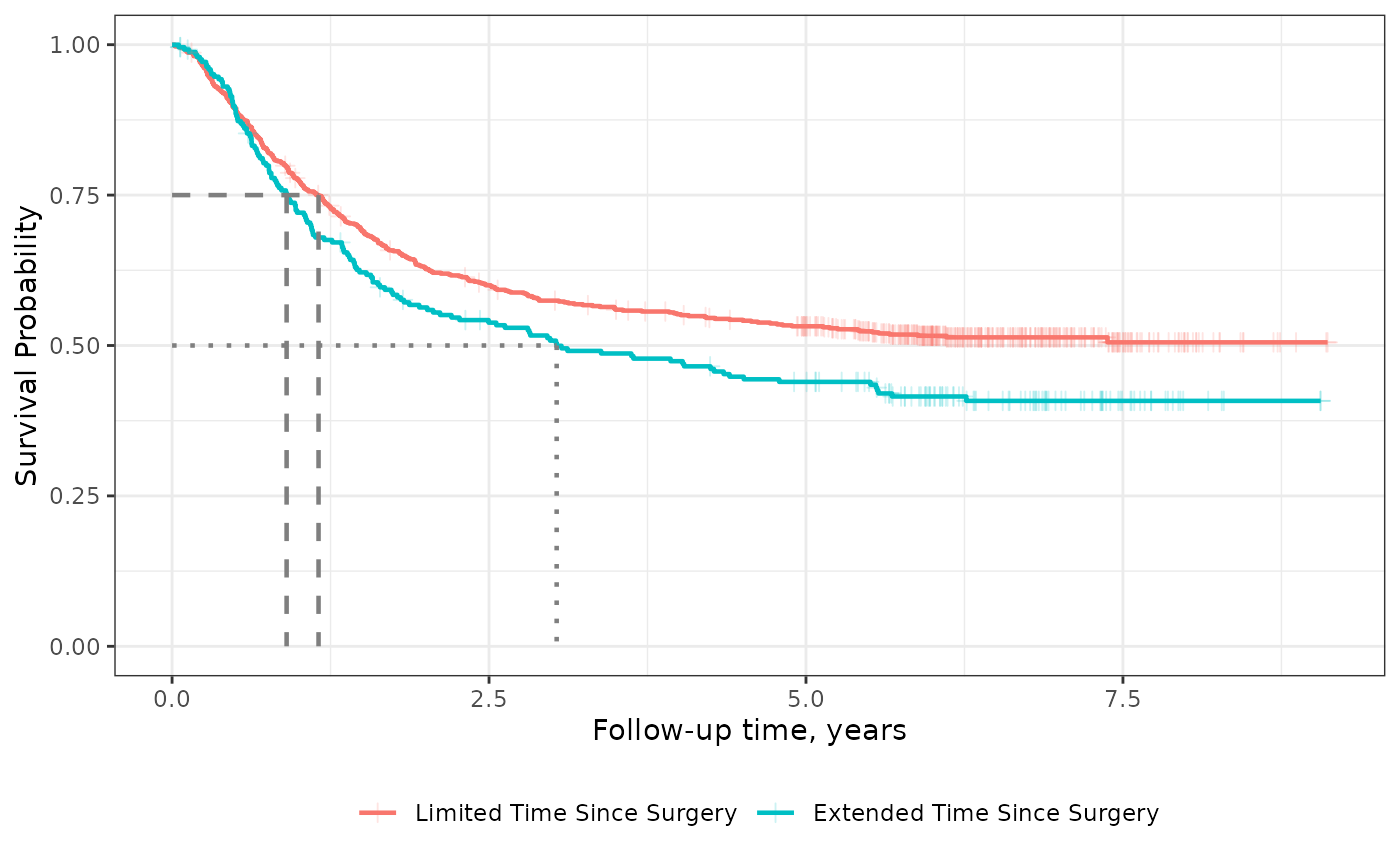 1.00
0.75
0.50
0.25
0.00
Survival Probability
0.0 2.5 5.0 7.5
Follow-up time, years
Limited Time Since Surgery Extended Time Since Surgery